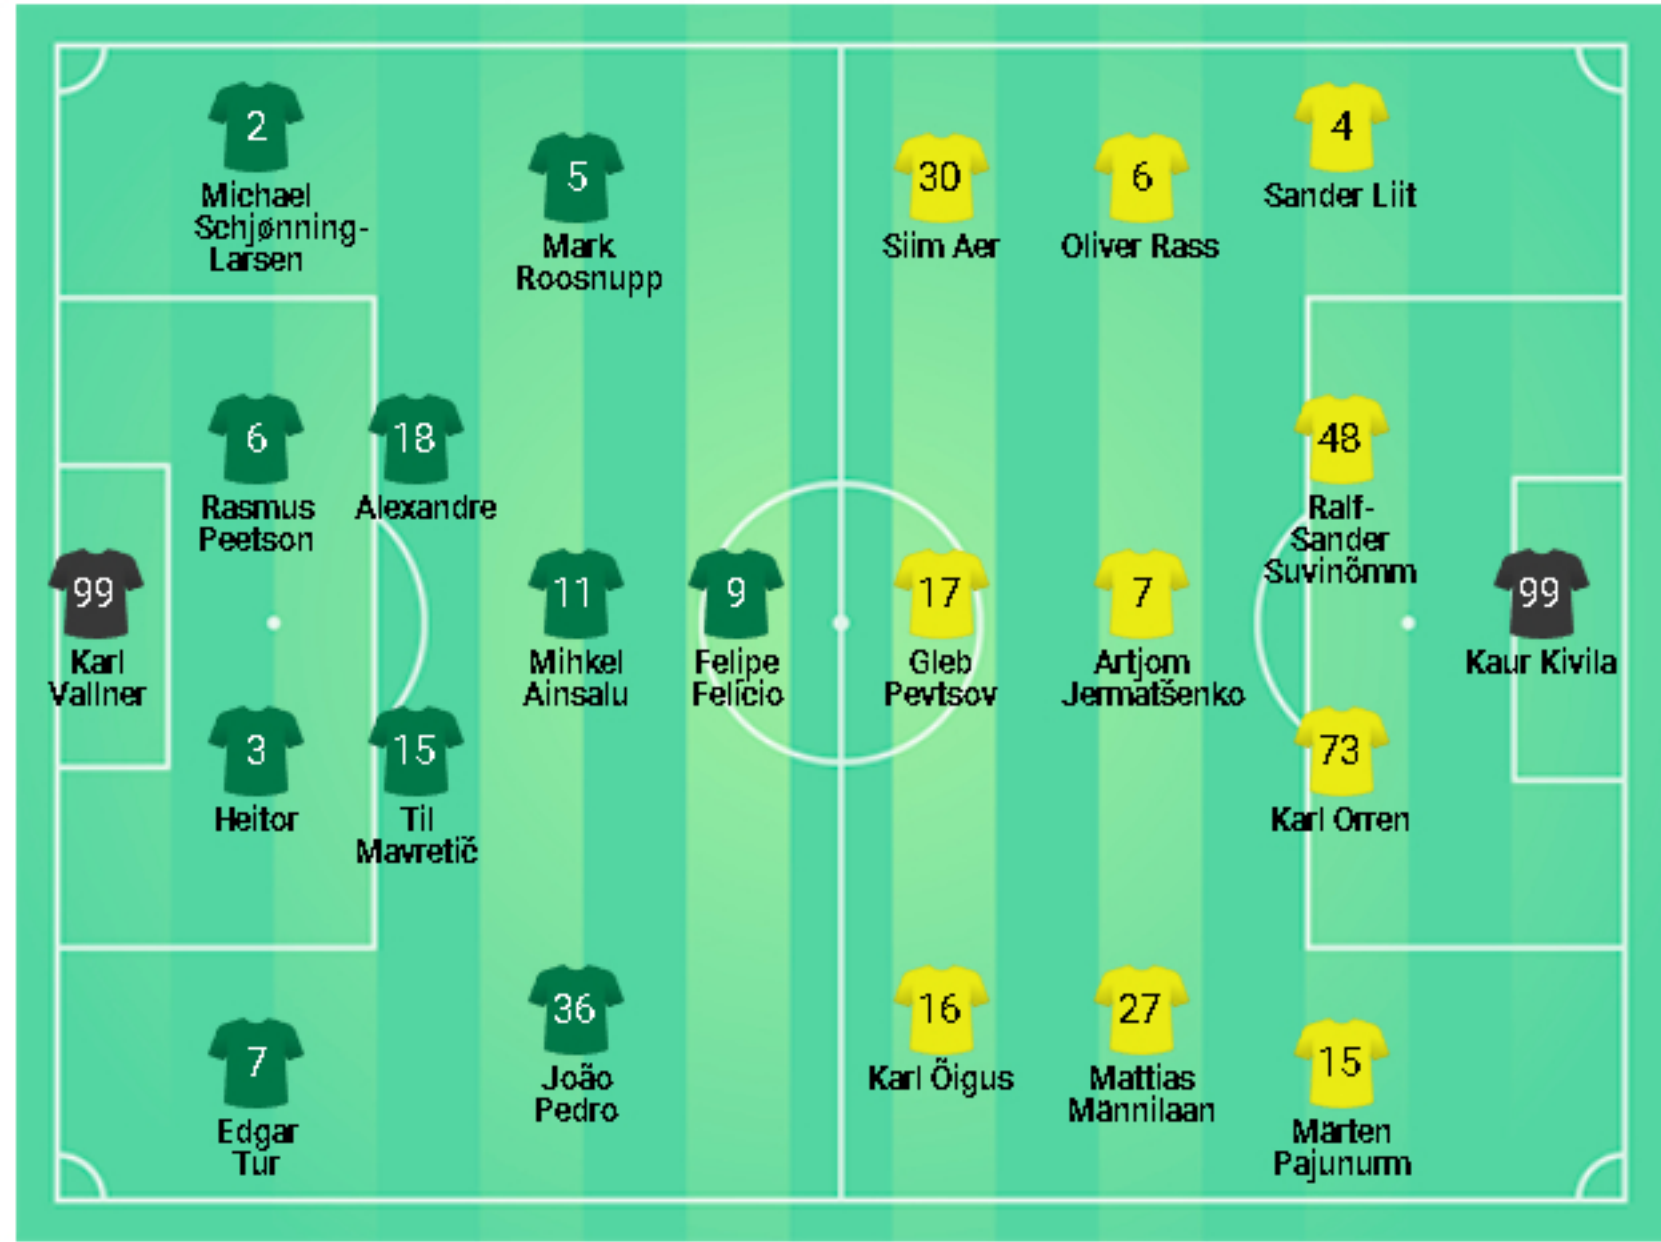 2
Michael
Schjønning-
Larsen
5
Mark
Roosnupp
30
Siim Aer
6
Oliver Rass
4
Sander Liit
6
Rasmus
Peetson
18
Alexandre
48
Ralf-
Sander
Suvinõmm
99
Karl
Vallner
11
Mihkel
Ainsalu
9
Felipe
Felício
17
Gleb
Pevtsov
7
Artjom
Jermatšenko
99
Kaur Kivila
3
Heitor
15
Til
Mavretič
73
Karl Orren
7
Edgar
Tur
36
João
Pedro
16
Karl Õigus
27
Mattias
Männilaan
15
Märten
Pajunurm